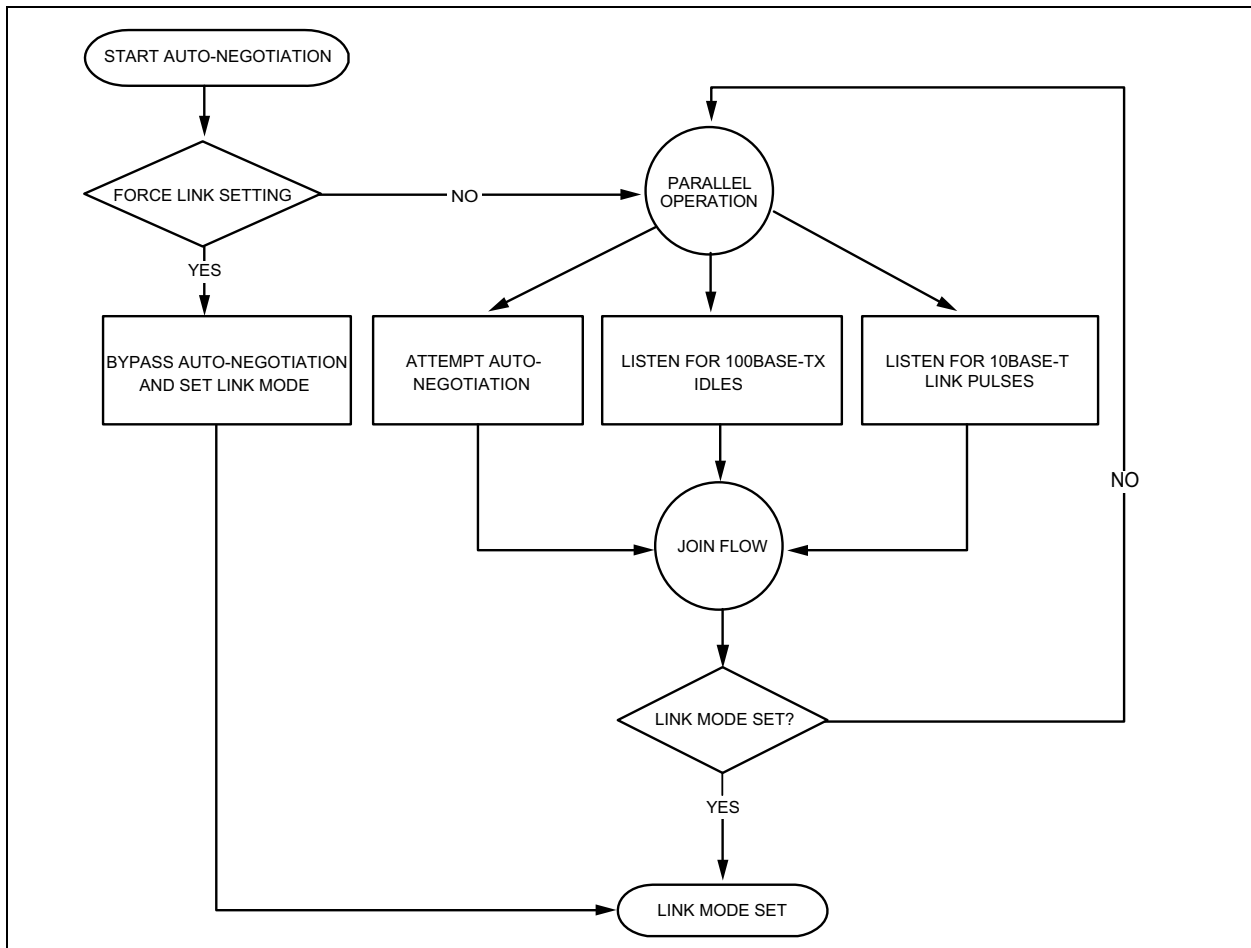 START AUTO-NEGOTIATION
FORCE LINK SETTING
NO
PARALLEL
OPERATION
YES
BYPASS AUTO-NEGOTIATION
AND SET LINK MODE
ATTEMPT AUTO-
NEGOTIATION
LISTEN FOR 100BASE-TX
IDLES
LISTEN FOR 10BASE-T
LINK PULSES
NO
JOIN FLOW
LINK MODE SET?
YES
LINK MODE SET